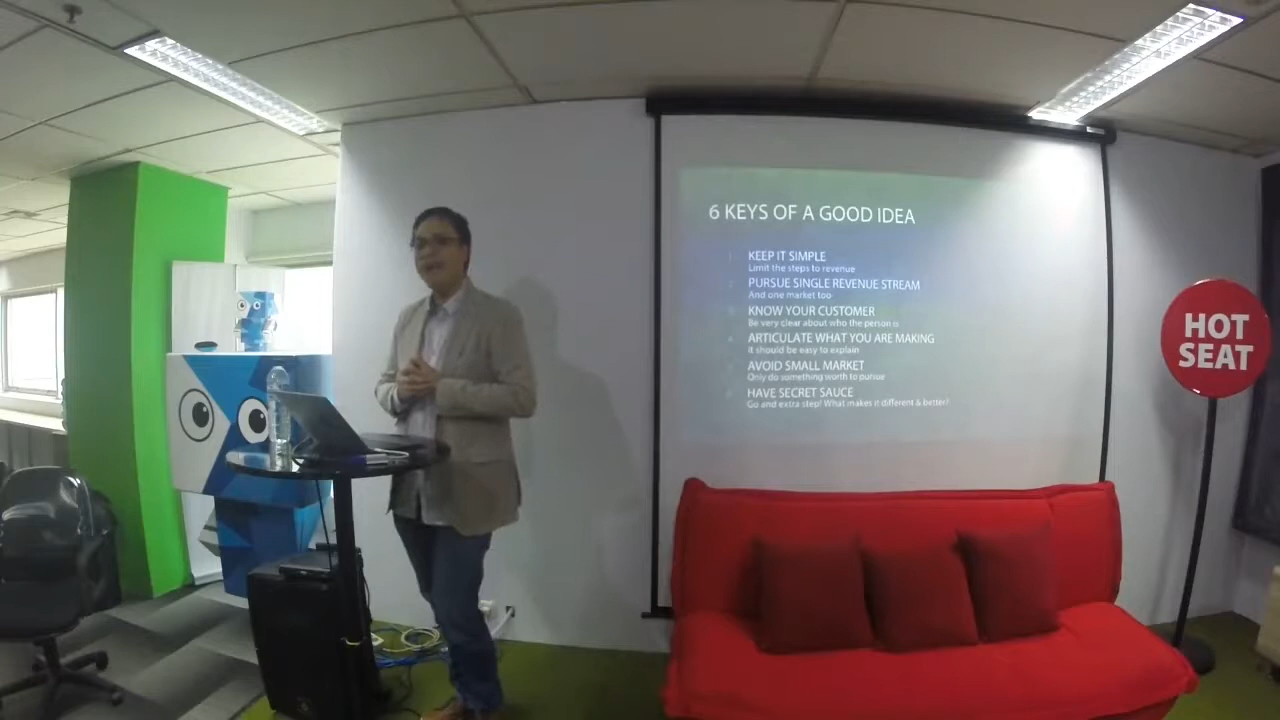 6 KEYS OF A GOOD IDEA
KEEP IT SIMPLE
Limit the steps to revenue
PURSUE SINGLE REVENUE STREAM
And one market too
KNOW YOUR CUSTOMER
Be very clear about who the person is
ARTICULATE WHAT YOU ARE MAKING
It should be easy to explain
AVOID SMALL MARKET
Only do something worth to pursue
HAVE SECRET SAUCE
Go and extra step! What makes it different & better?
HOT
SEAT